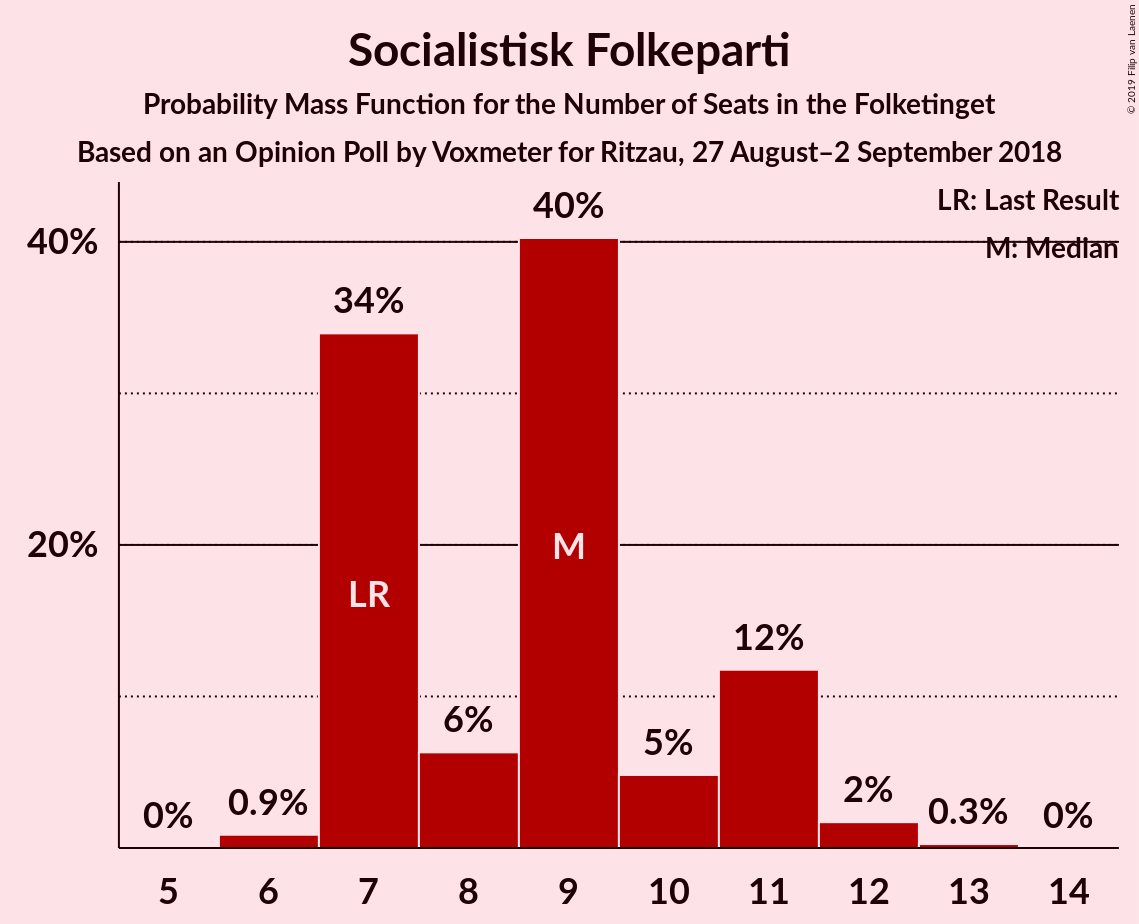 Socialistisk Folkeparti
Probability Mass Function for the Number of Seats in the Folketinget
Based on an Opinion Poll by Voxmeter for Ritzau, 27 August–2 September 2018
© 2019 Filip van Laenen
LR: Last Result
M: Median
40%
20%
0%
0.9%
34%
6%
40%
5%
12%
2%
0.3%
0%
LR
M
5 6 7 8 9 10 11 12 13 14